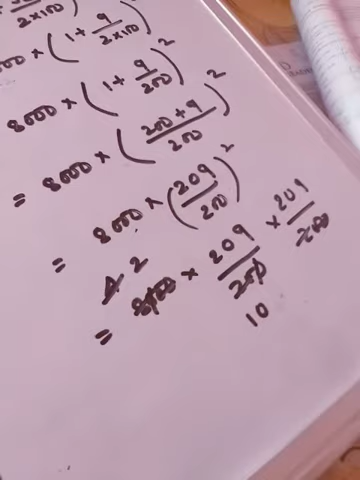 2×100)
× (1 + 9/2×100)²
8000 × (1 + 9/200)²
= 8000 × (200+9/200)²
= 8000 × (209/200)²
2
= 8000 × 209/200 × 209/200
10